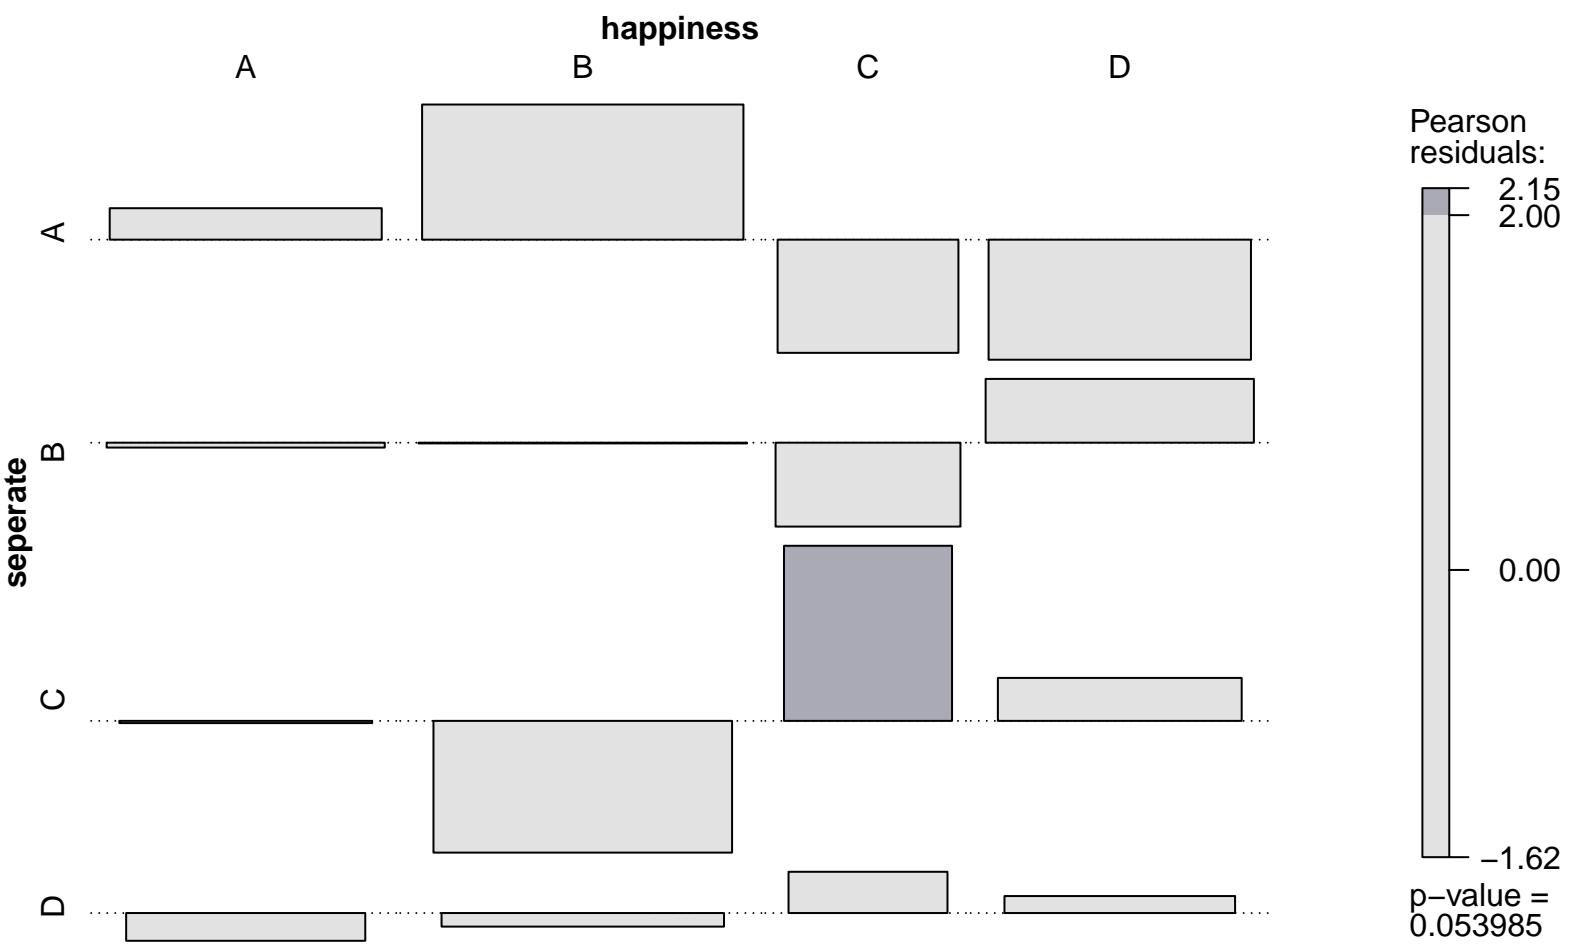 happiness
A B C D
A
B
C
D
seperate
Pearson
residuals:
2.15
2.00
0.00
−1.62
p−value =
0.053985